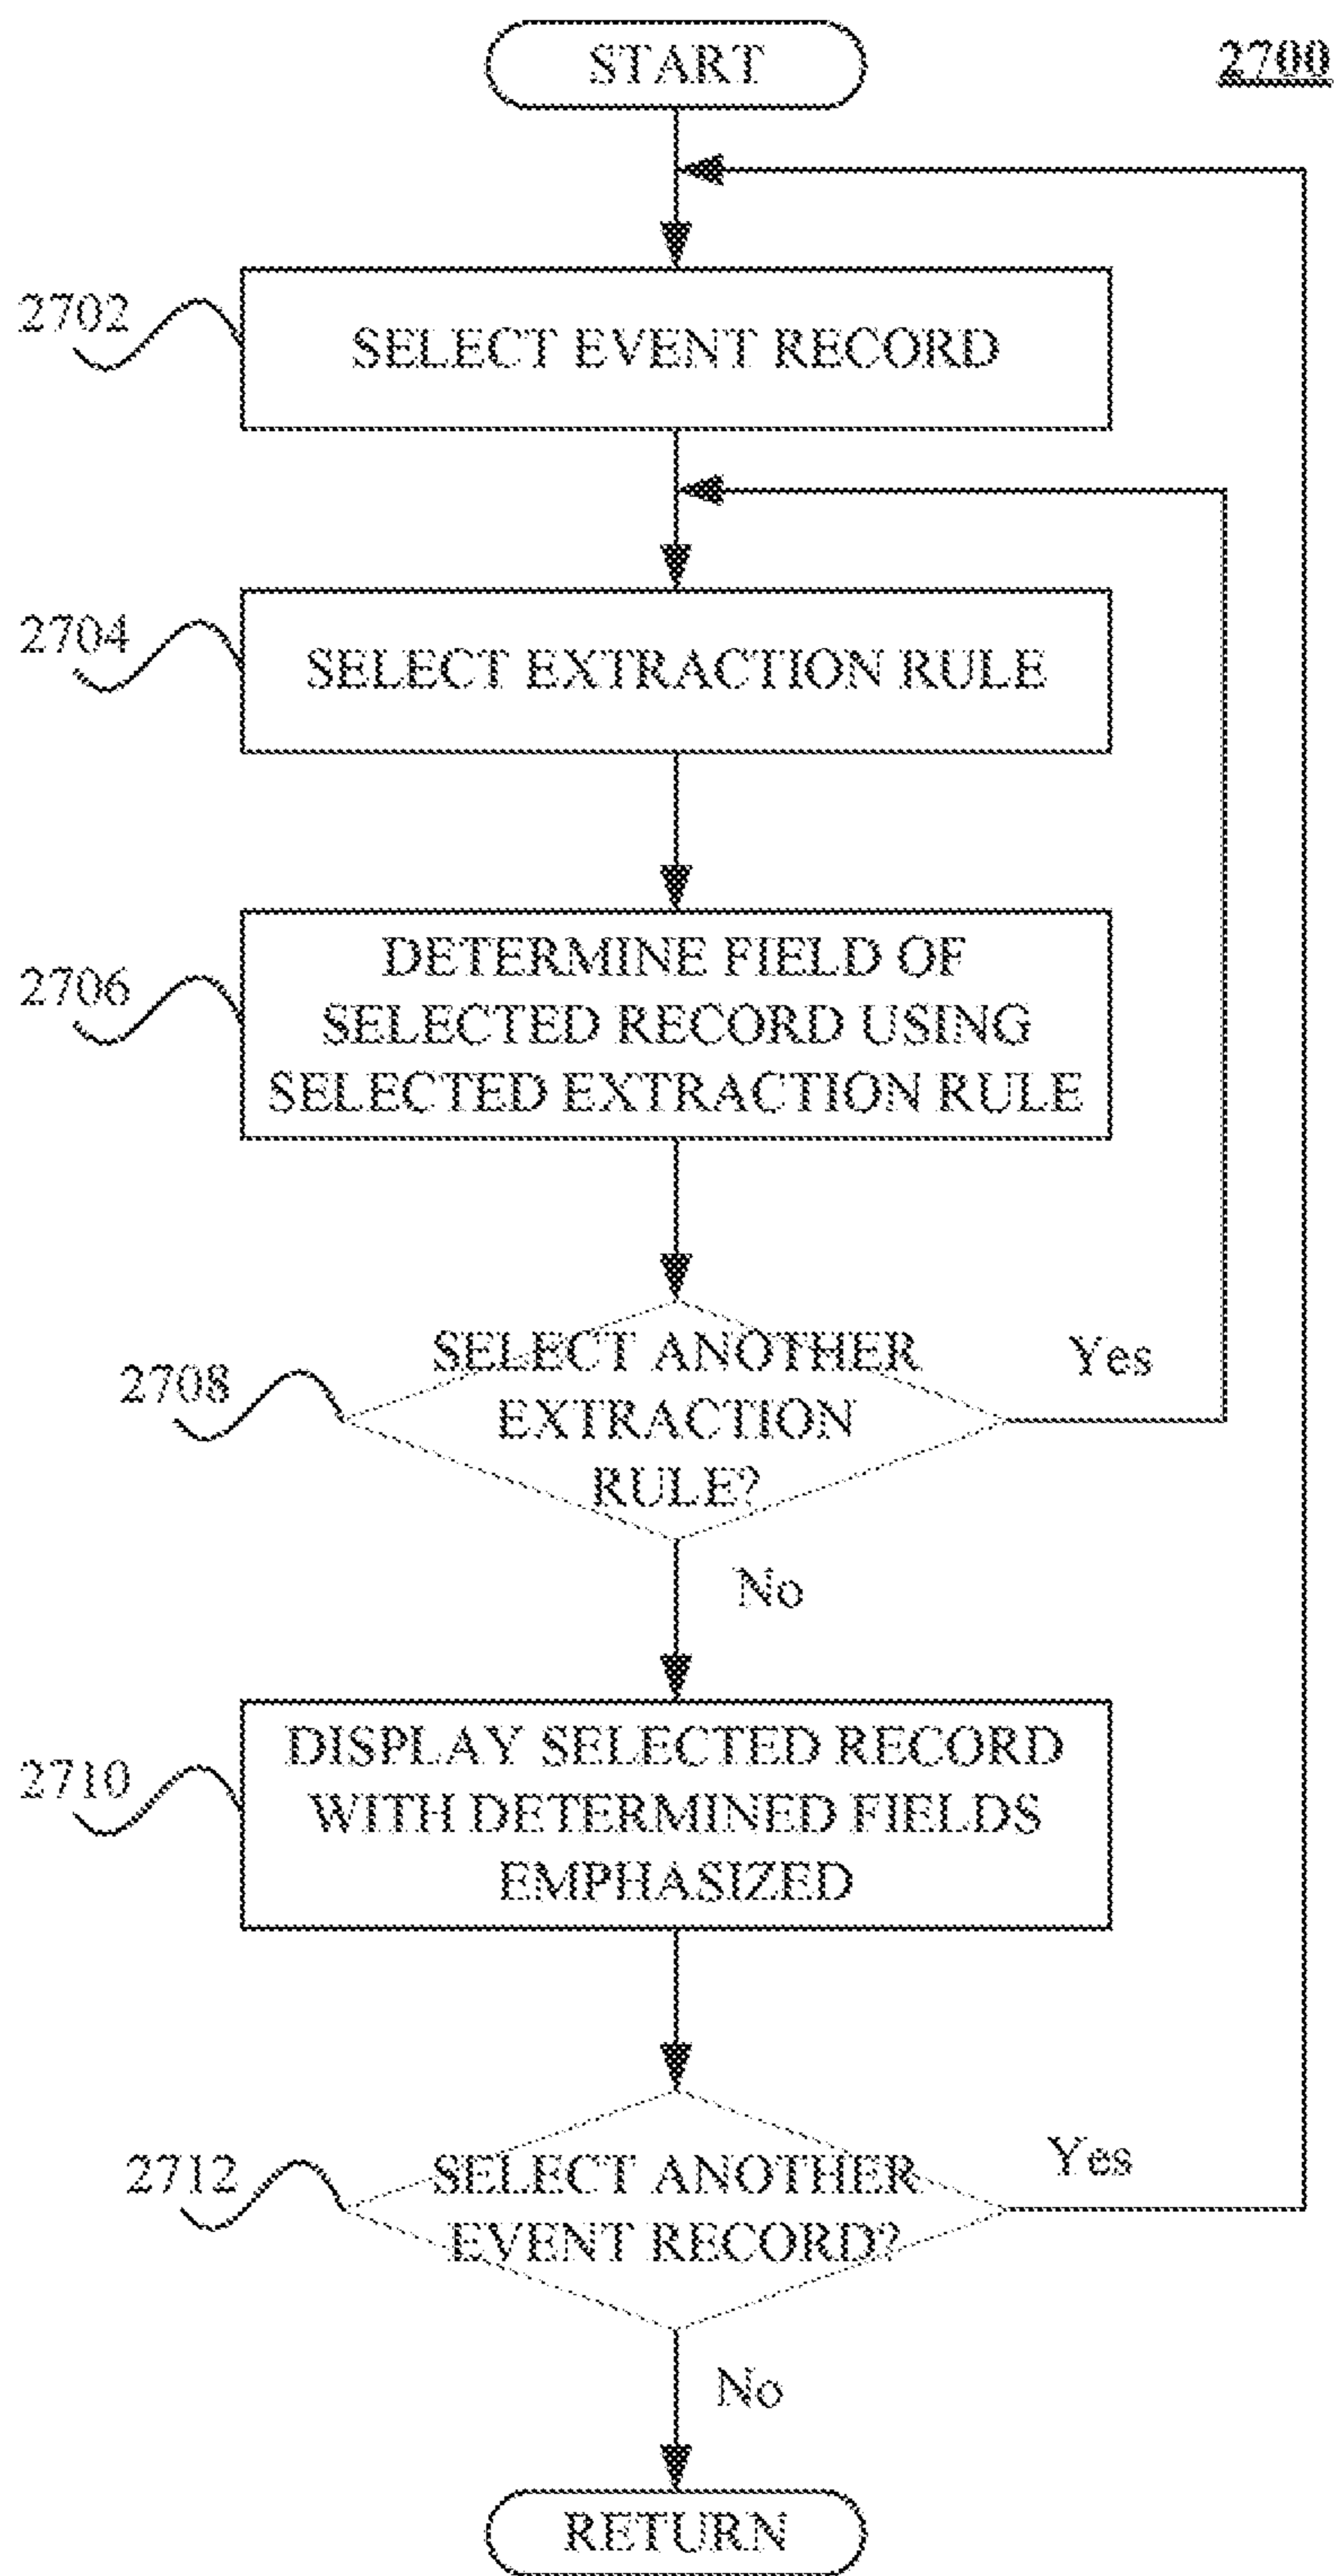 START
2700
2702
SELECT EVENT RECORD
2704
SELECT EXTRACTION RULE
2706
DETERMINE FIELD OF
SELECTED RECORD USING
SELECTED EXTRACTION RULE
2708
SELECT ANOTHER
EXTRACTION
RULE?
Yes
No
2710
DISPLAY SELECTED RECORD
WITH DETERMINED FIELDS
EMPHASIZED
2712
SELECT ANOTHER
EVENT RECORD?
Yes
No
RETURN